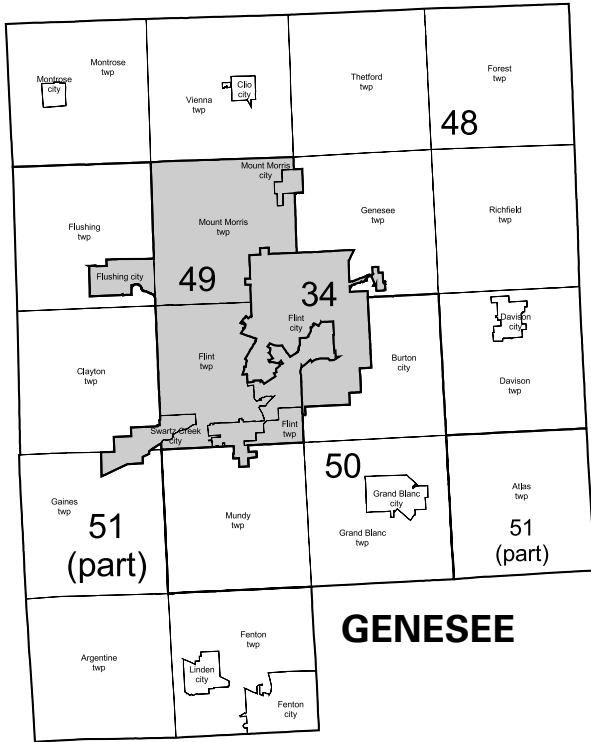 Montrose
city
Montrose
twp
Vienna
twp
Clio
city
Thetford
twp
Forest
twp
48
Flushing
twp
Mount Morris
city
Mount Morris
twp
Genesee
twp
Richfield
twp
Flushing city
49
34
Flint
city
Clayton
twp
Flint
twp
Burton
city
Davison
city
Davison
twp
Swartz Creek
city
Flint
twp
Gaines
twp
51
(part)
Mundy
twp
50
Grand Blanc
city
Grand Blanc
twp
Atlas
twp
51
(part)
Argentine
twp
Fenton
twp
Linden
city
Fenton
city
GENESEE